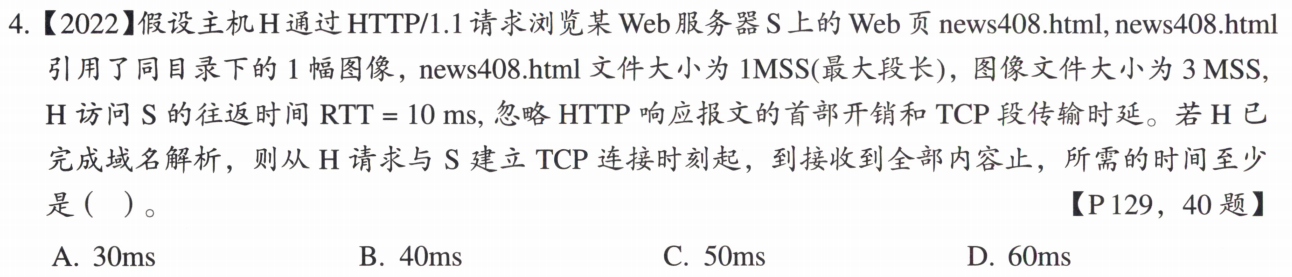 4.【2022】假设主机 H 通过 HTTP/1.1 请求浏览某 Web 服务器 S 上的 Web 页 news408.html, news408.html
引用了同目录下的 1 幅图像，news408.html 文件大小为 1MSS(最大段长)，图像文件大小为 3 MSS,
H 访问 S 的往返时间 RTT = 10 ms, 忽略 HTTP 响应报文的首部开销和 TCP 段传输时延。若 H 已
完成域名解析，则从 H 请求与 S 建立 TCP 连接时刻起，到接收到全部内容止，所需的时间至少
是（ ）。 【P 129，40 题】
A. 30ms B. 40ms C. 50ms D. 60ms